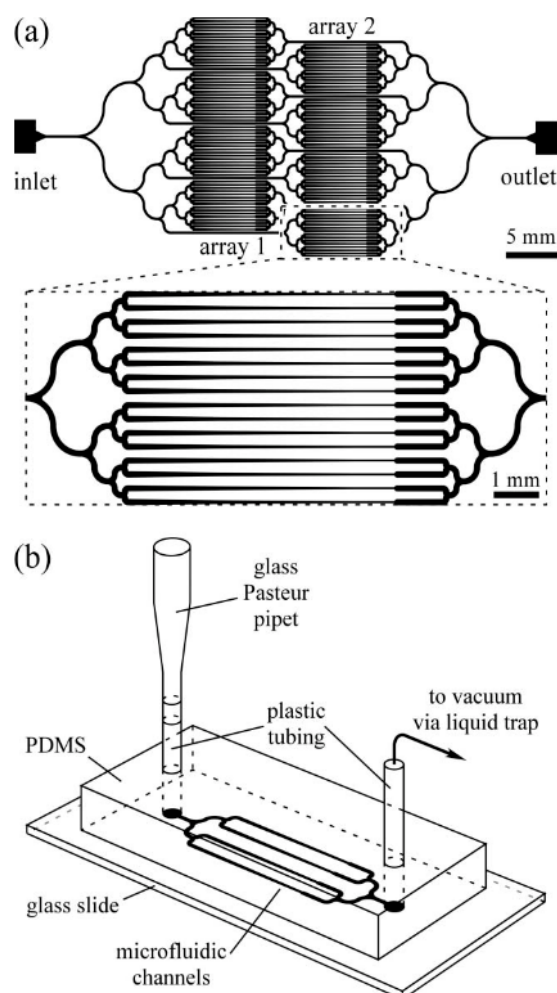 (a)
array 2
inlet
outlet
array 1
5 mm
1 mm
(b)
glass
Pasteur
pipet
to vacuum
via liquid trap
plastic
tubing
PDMS
glass slide
microfluidic
channels